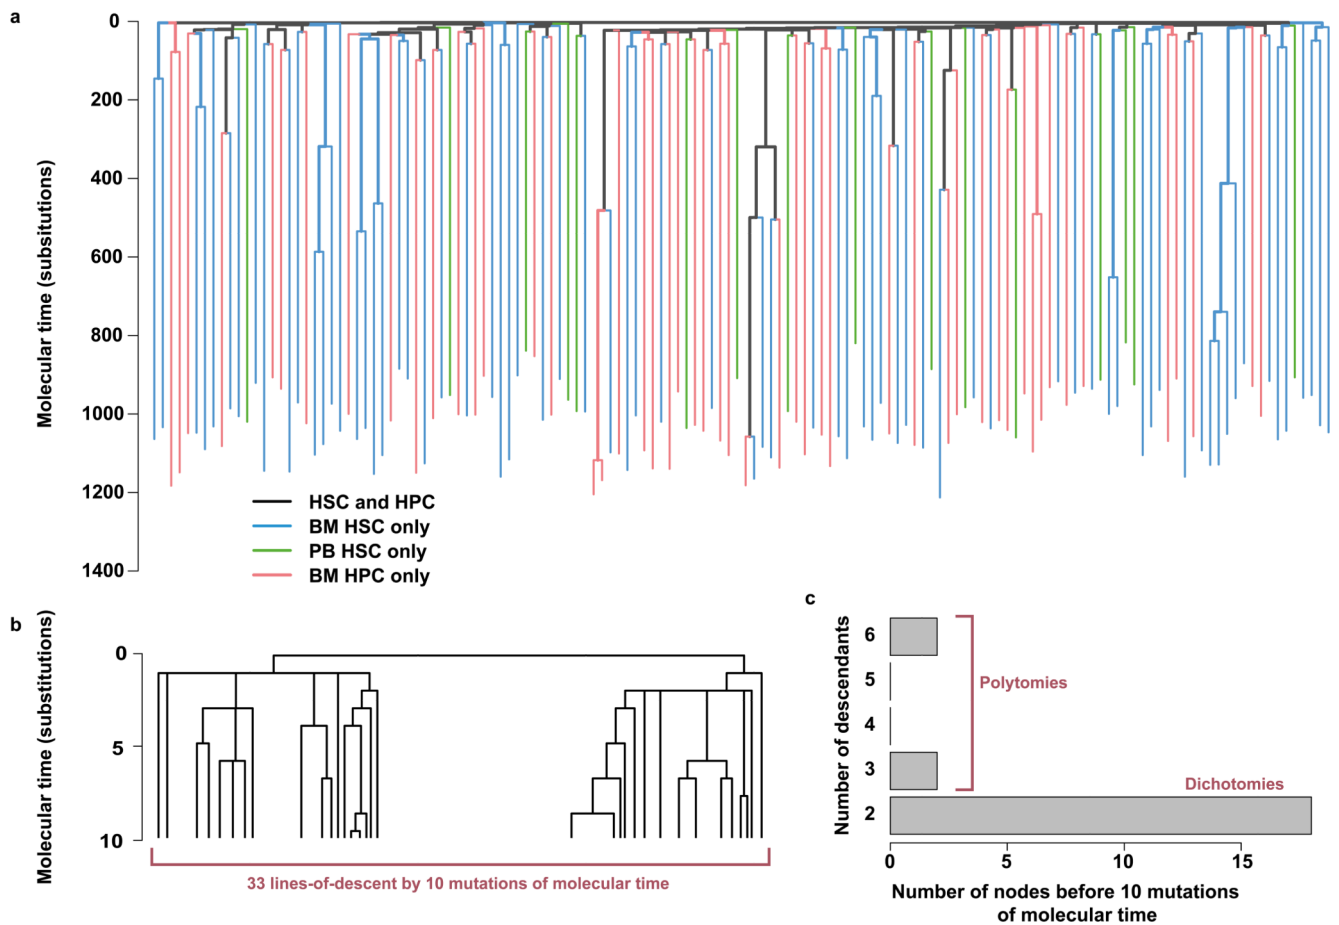 a
Molecular time (subsitutions)
0
200
400
600
800
1000
1200
1400
HSC and HPC
BM HSC only
PB HSC only
BM HPC only
b
Molecular time (substitutions)
0
5
10
33 lines-of-descent by 10 mutations of molecular time
c
Number of descendants
6
5
4
3
2
Polytomies
Dichotomies
0
5
10
15
Number of nodes before 10 mutations
of molecular time